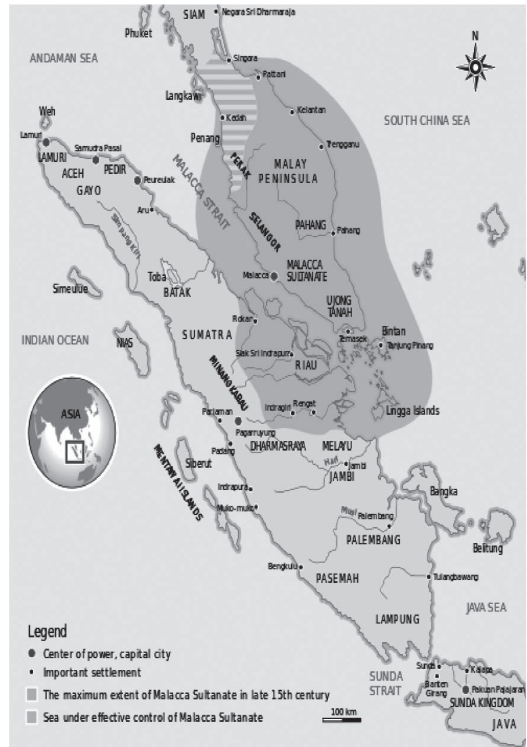 SIAM
Negara Sri Dharmaraja
Phuket
N
ANDAMAN SEA
Singora
Pattani
Langkawi
Kelantan
SOUTH CHINA SEA
Weh
Kedah
Lamuri
Penang
Trengganu
Samudra Pasai
LAMURI
PEDIR
PERAK
MALAY
PENINSULA
ACEH
Peureulak
GAYO
MALACCA STRAIT
Aru
SELANGOR
PAHANG
Pahang
Simpang Kiri
Toba
Malacca
MALACCA
SULTANATE
Simeulue
BATAK
UJONG
TANAH
Rokan
Bintan
INDIAN OCEAN
NIAS
SUMATRA
Temasek
Tanjung Pinang
Siak Sri Indrapura
RIAU
MINANGKABAU
ASIA
Indragiri
Rengat
Lingga Islands
Pariaman
Pagarruyung
DHARMASRAYA
MELAYU
Padang
Siberut
Hari
Jambi
JAMBI
MENTAWAI ISLANDS
Indrapura
Bangka
Muko-muko
Musi
Palembang
PALEMBANG
Belitung
Bengkulu
PASEMAH
Tulangbawang
LAMPUNG
JAVA SEA
Legend
Center of power, capital city
Important settlement
The maximum extent of Malacca Sultanate in late 15th century
Sea under effective control of Malacca Sultanate
100 km
SUNDA
STRAIT
Sunda
Kalapa
Banten
Girang
Pakuan Pajajaran
SUNDA KINGDOM
JAVA